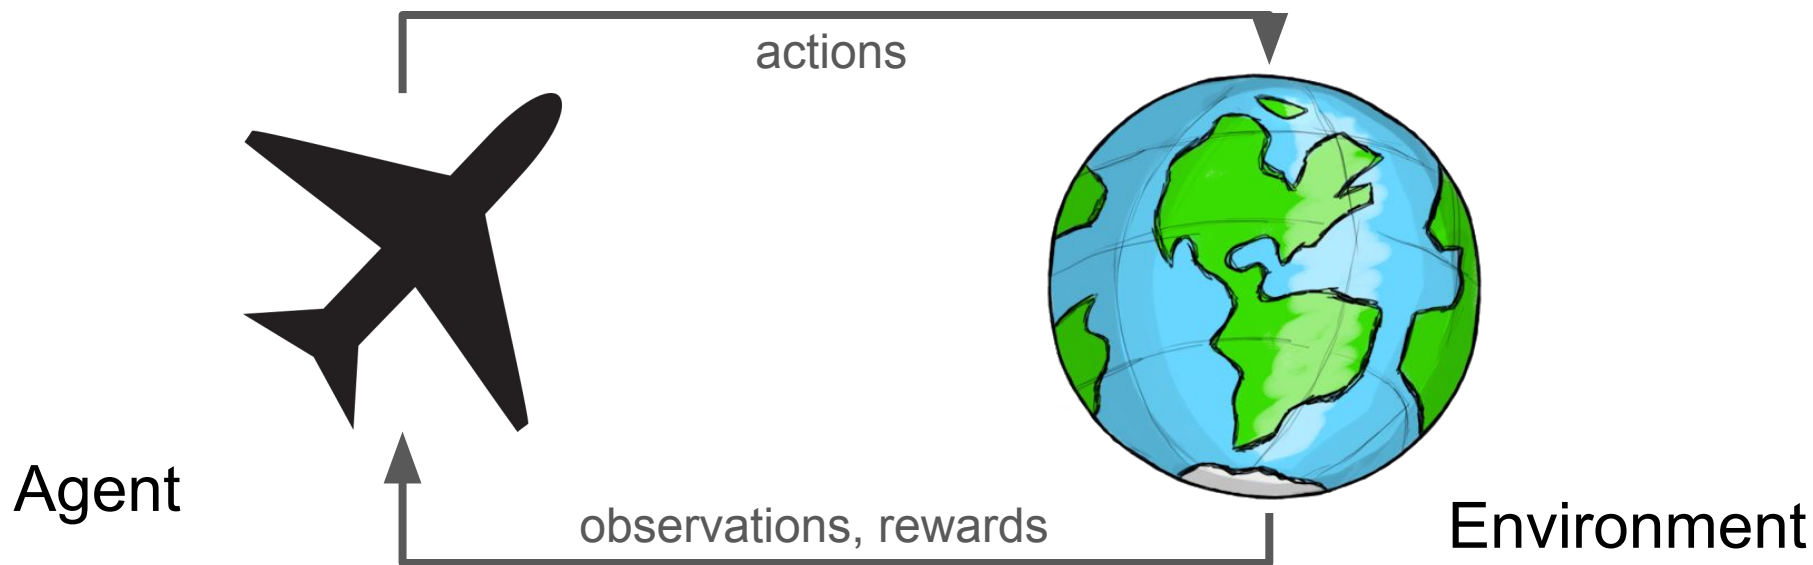 actions
Agent
observations, rewards
Environment